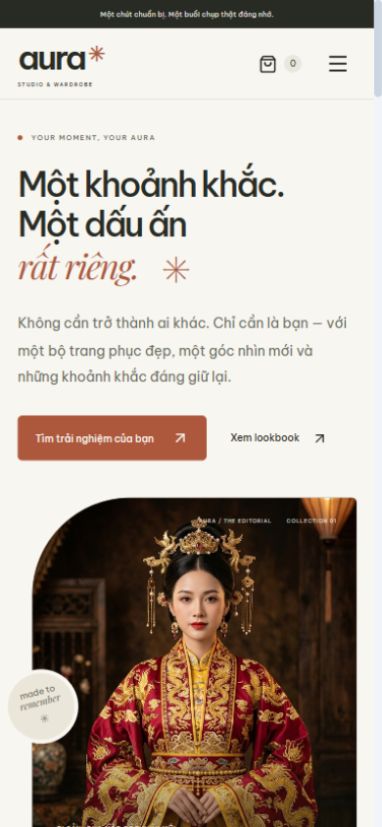 Một chút chuẩn bị. Một buổi chụp thật đáng nhớ.
aura
STUDIO & WARDROBE
0
YOUR MOMENT, YOUR AURA
Một khoảnh khắc.
Một dấu ấn
rất riêng.
Không cần trở thành ai khác. Chỉ cần là bạn — với
một bộ trang phục đẹp, một góc nhìn mới và
những khoảnh khắc đáng giữ lại.
Tìm trải nghiệm của bạn
Xem lookbook
AURA / THE EDITORIAL
COLLECTION 01
made to
remember